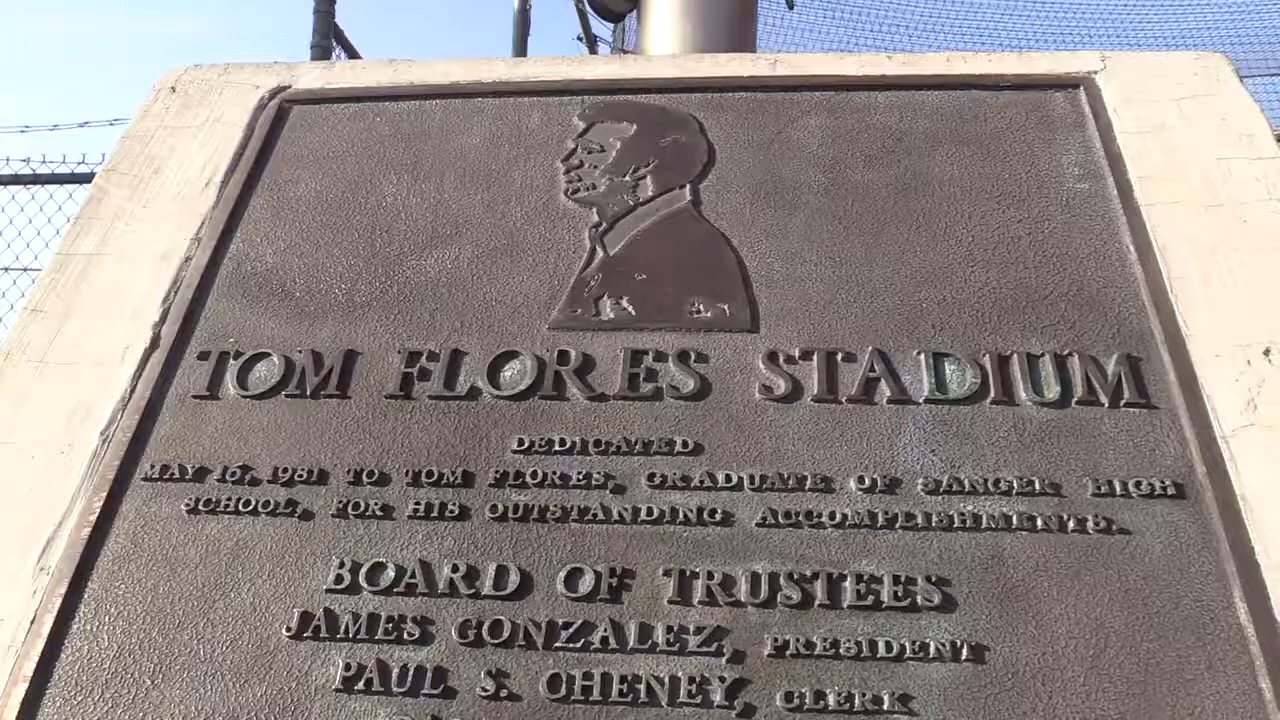 TOM FLORES STADIUM
DEDICATED
MAY 16, 1981 TO TOM FLORES, GRADUATE OF SANGER HIGH
SCHOOL, FOR HIS OUTSTANDING ACCOMPLISHMENTS.
BOARD OF TRUSTEES
JAMES GONZALEZ, PRESIDENT
PAUL S. CHENEY, CLERK